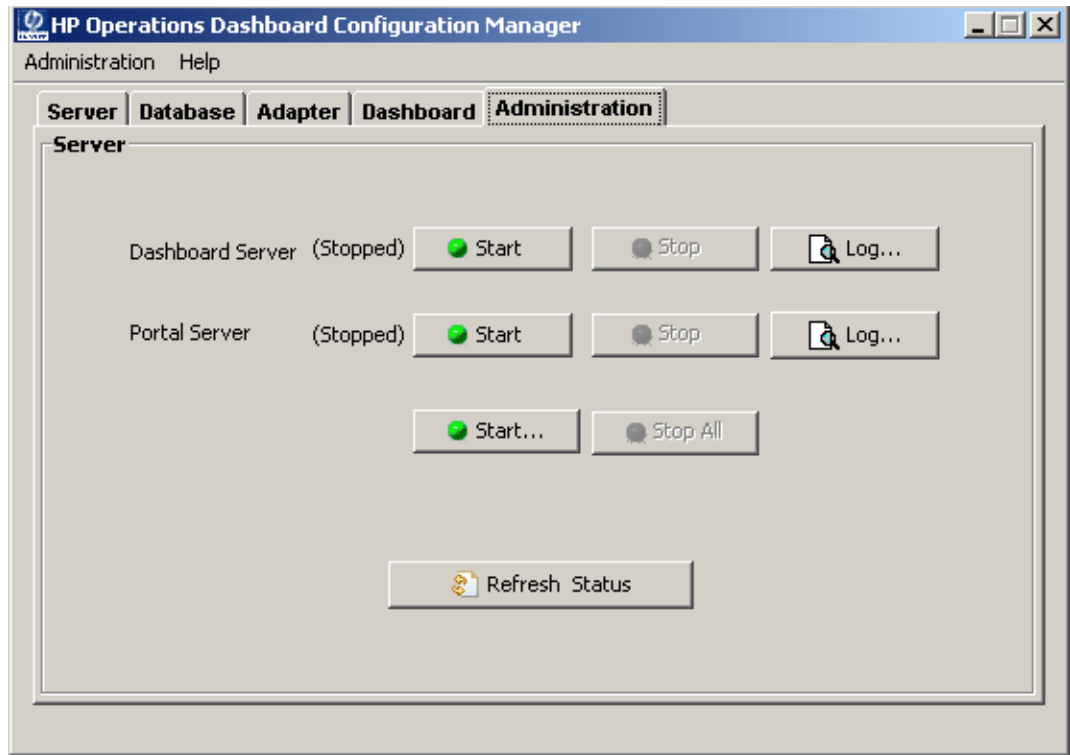 HP Operations Dashboard Configuration Manager
Administration Help
Server Database Adapter Dashboard Administration
Server
Dashboard Server (Stopped) Start Stop Log...
Portal Server (Stopped) Start Stop Log...
Start... Stop All
Refresh Status